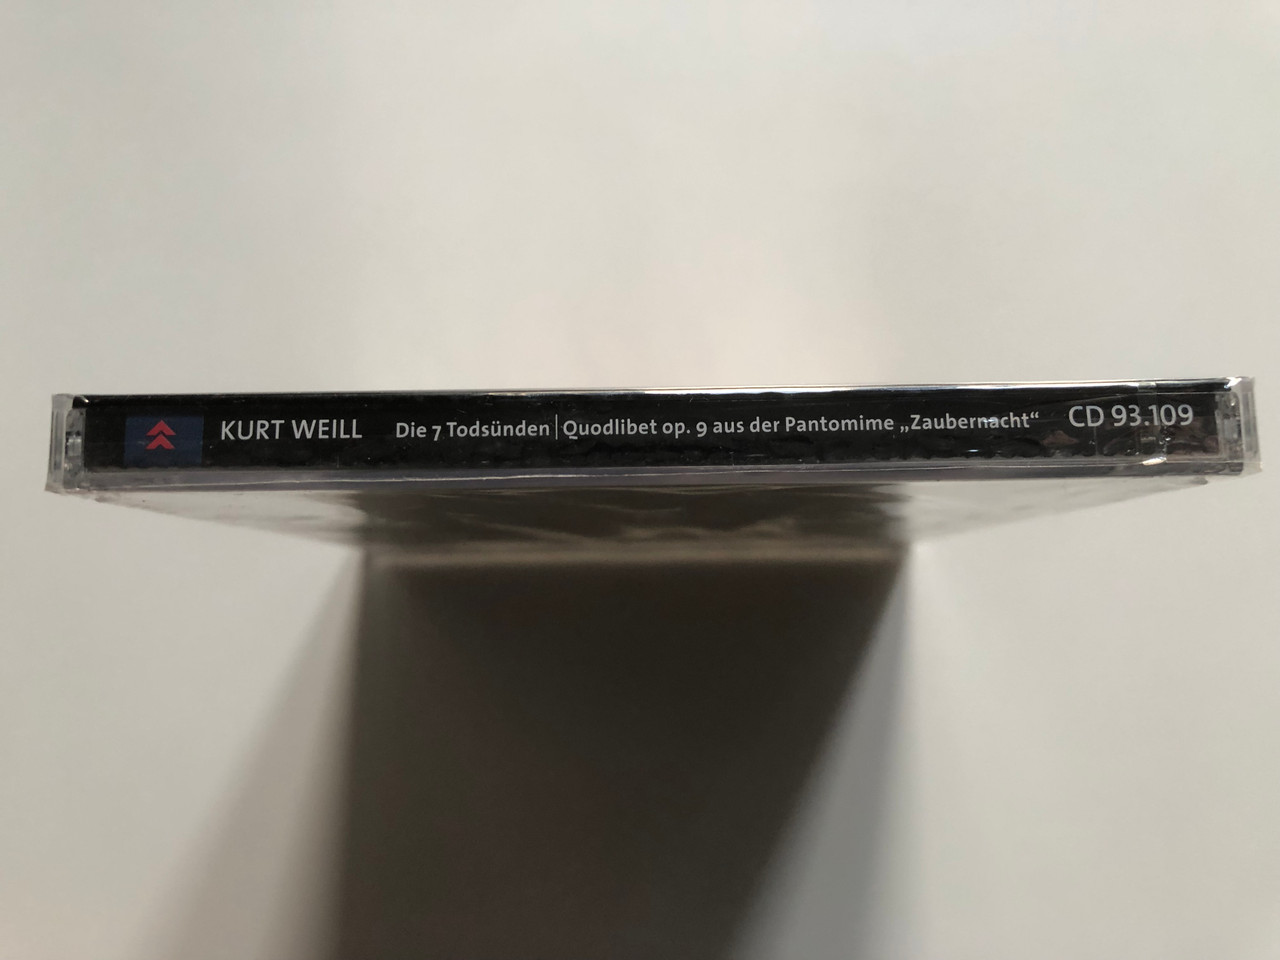 KURT WEILL Die 7 Todsünden | Quodlibet op. 9 aus der Pantomime „Zaubernacht“ CD 93.109